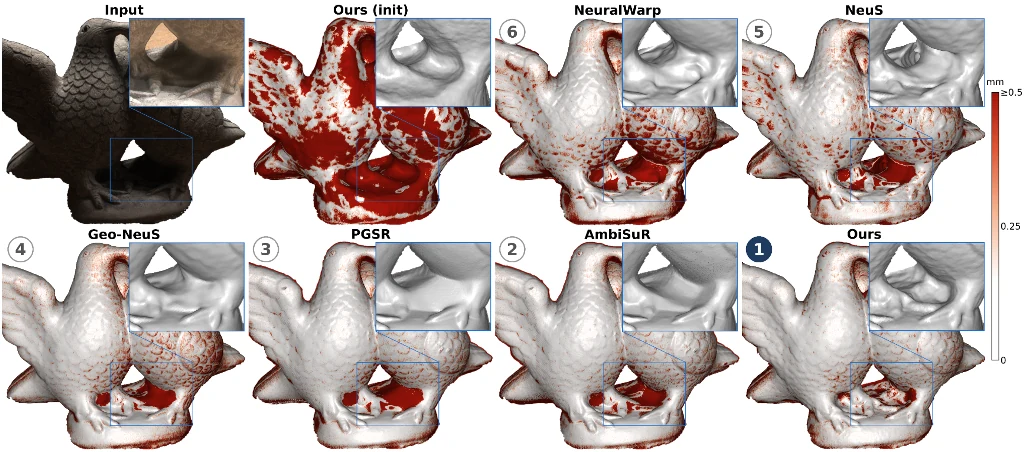 Input
Ours (init)
NeuralWarp
NeuS
6
5
mm
≥0.5
0.25
0
Geo-NeuS
PGSR
AmbiSuR
Ours
4
3
2
1